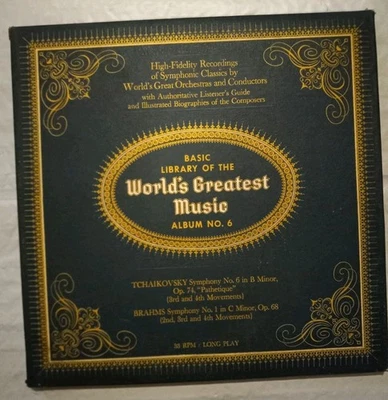 High-Fidelity Recordings
of Symphonic Classics by
World's Great Orchestras and Conductors
with Authoritative Listener's Guide
and Illustrated Biographies of the Composers
BASIC
LIBRARY OF THE
World's Greatest
Music
ALBUM NO. 6
TCHAIKOVSKY Symphony No. 6 in B Minor,
Op. 74, "Pathetique"
(3rd and 4th Movements)
BRAHMS Symphony No. 1 in C Minor, Op. 68
(2nd, 3rd and 4th Movements)
33 RPM · LONG PLAY